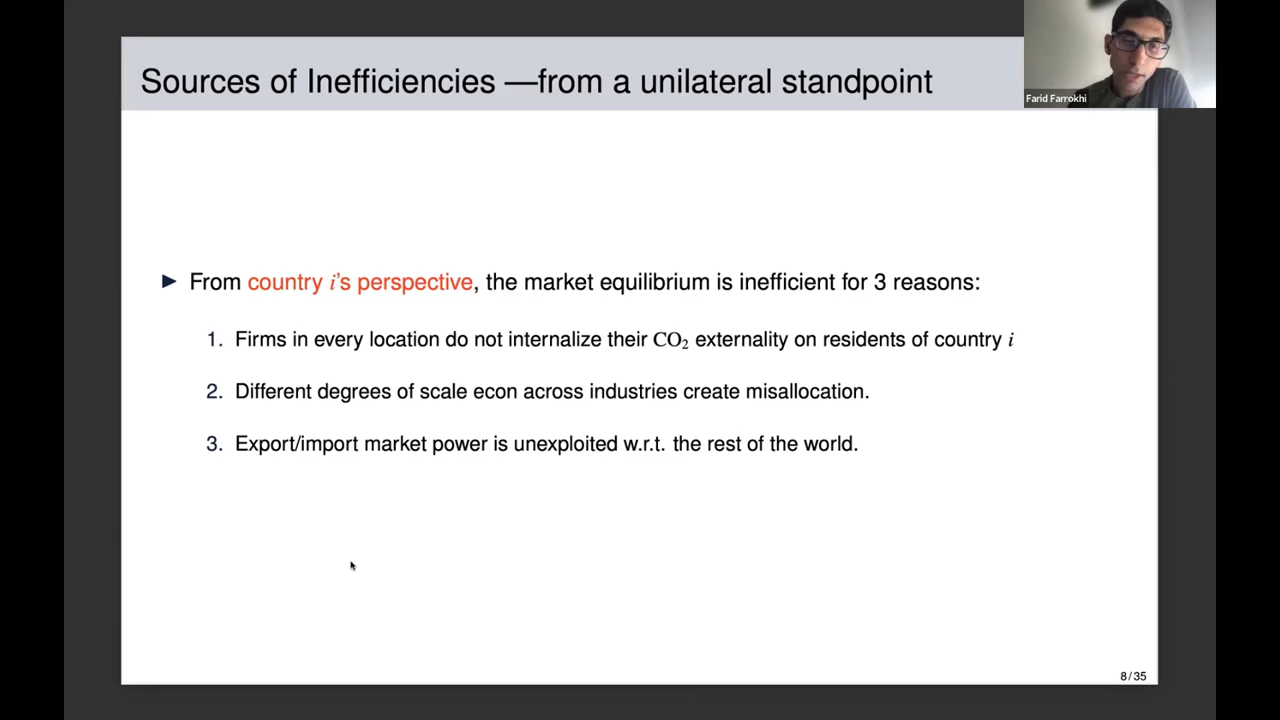 Sources of Inefficiencies —from a unilateral standpoint
Farid Farrokhi
► From country i's perspective, the market equilibrium is inefficient for 3 reasons:
1. Firms in every location do not internalize their CO₂ externality on residents of country i
2. Different degrees of scale econ across industries create misallocation.
3. Export/import market power is unexploited w.r.t. the rest of the world.
8/35